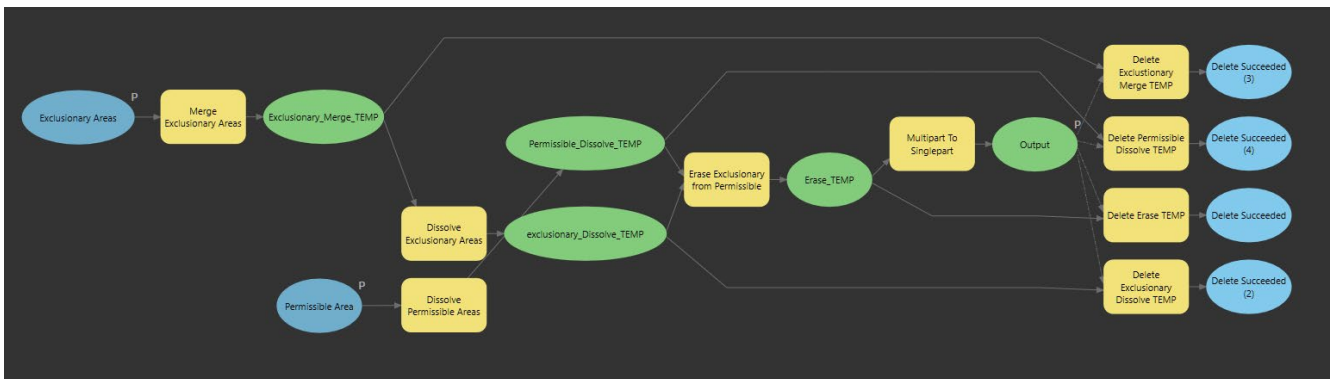 P
Exclusionary Areas
Merge
Exclusionary Areas
Exclusionary_Merge_TEMP
Dissolve
Exclusionary Areas
P
Permissible Area
Dissolve
Permissible Areas
Permissible_Dissolve_TEMP
exclusionary_Dissolve_TEMP
Erase Exclusionary
from Permissible
Erase_TEMP
Multipart To
Singlepart
P
Output
Delete
Exclustionary
Merge TEMP
Delete Succeeded
(3)
Delete Permissible
Dissolve TEMP
Delete Succeeded
(4)
Delete Erase TEMP
Delete Succeeded
Delete
Exclusionary
Dissolve TEMP
Delete Succeeded
(2)